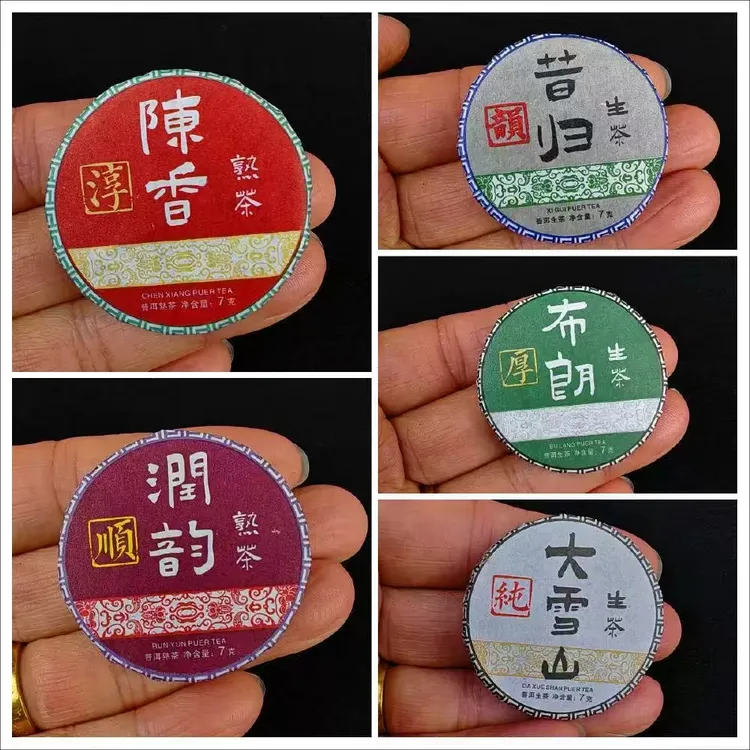 陳香
淳
熟茶
CHEN XIANG PUER TEA
普洱熟茶 净含量：7克
昔归
韻
生茶
XI GUI PUER TEA
普洱生茶 净含量：7克
布朗
厚
生茶
BU LANG PUER TEA
普洱生茶 净含量：7克
潤韵
順
熟茶
RUN YUN PUER TEA
普洱熟茶 净含量：7克
大雪山
純
生茶
DA XUE SHAN PUER TEA
普洱生茶 净含量：7克